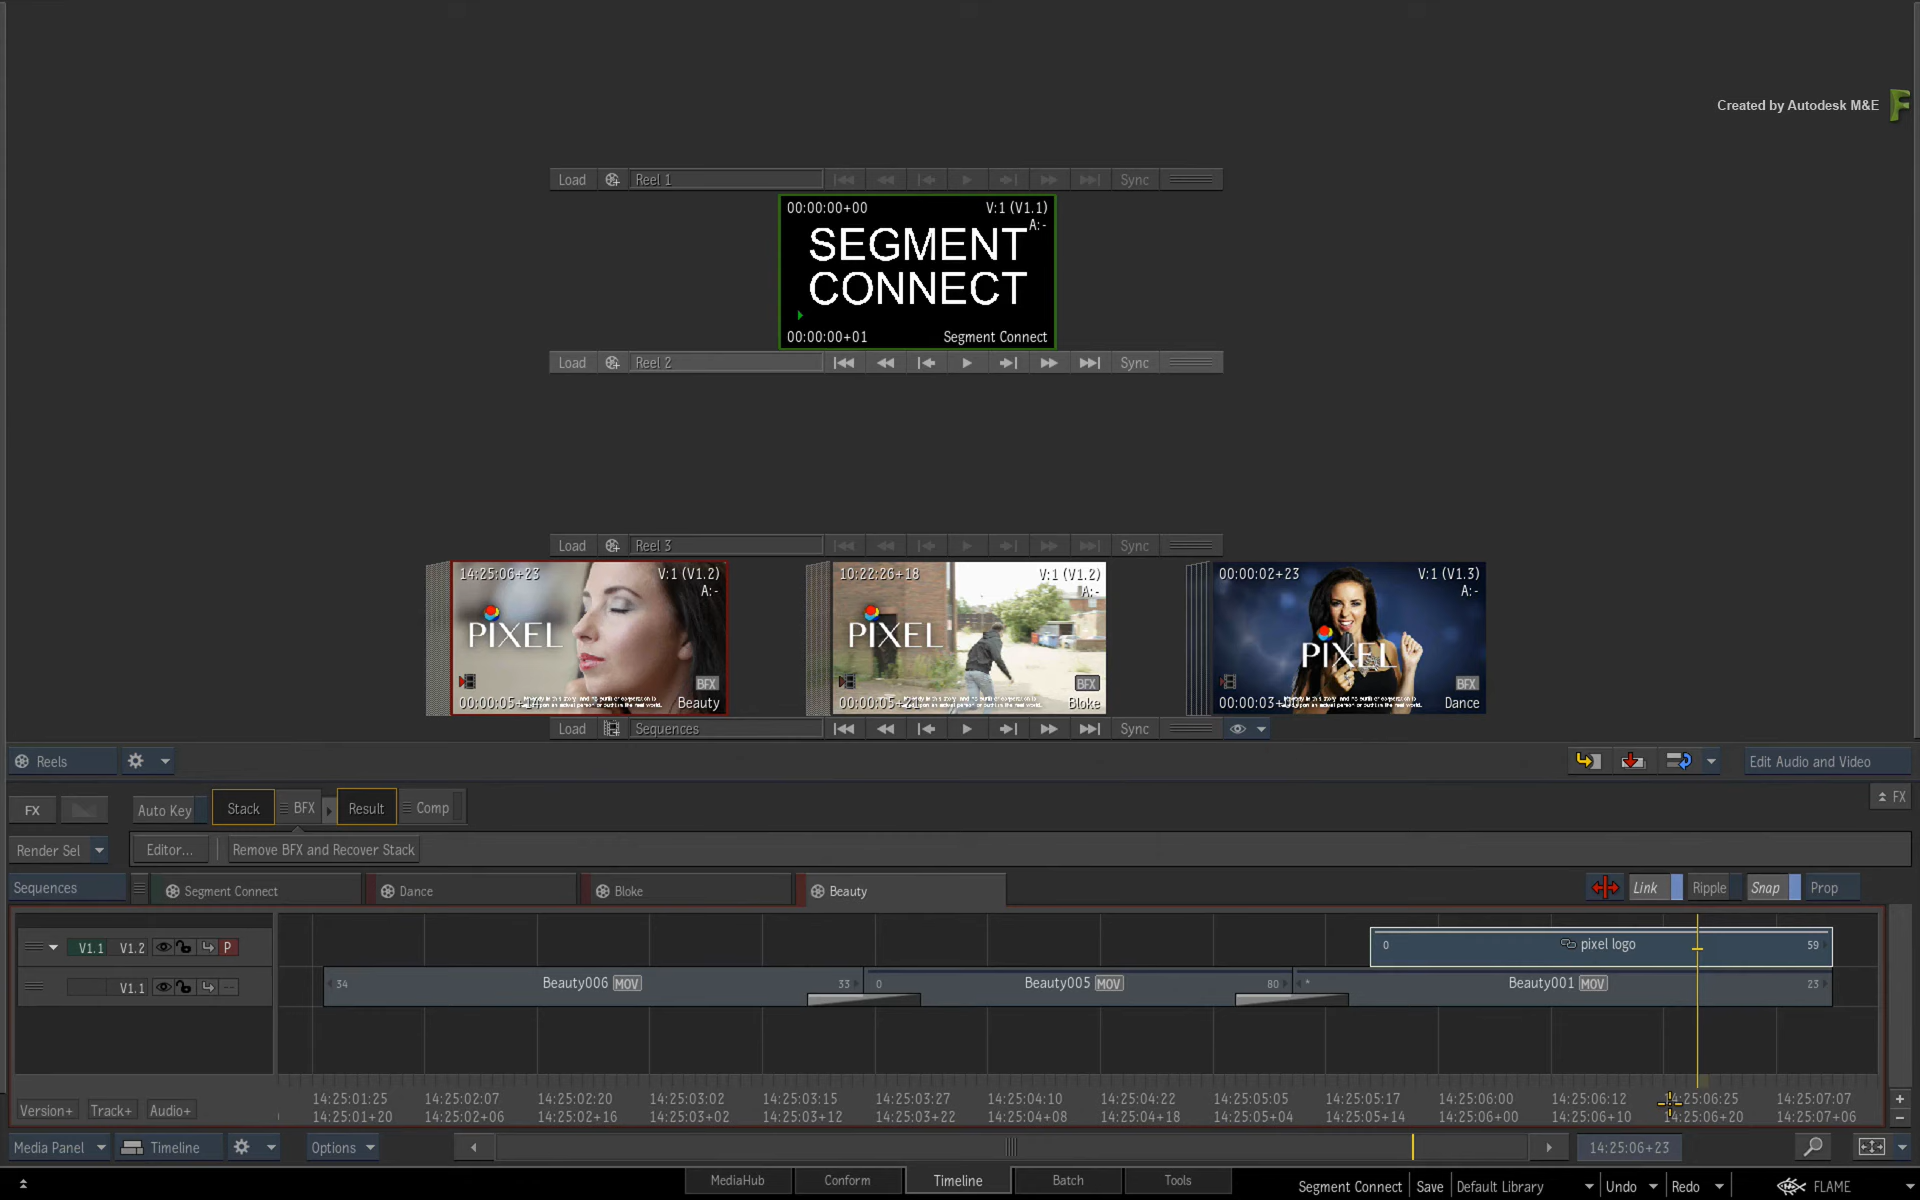 Created by Autodesk M&E
Load Reel 1 Sync
00:00:00+00 V:1 (V1.1)
A:-
SEGMENT
CONNECT
00:00:00+01 Segment Connect
Load Reel 2 Sync
Load Reel 3 Sync
14:25:06+23 V:1 (V1.2)
A:-
PIXEL
BFX
Beauty
10:22:26+18 V:1 (V1.2)
A:-
PIXEL
BFX
Bloke
00:00:02+23 V:1 (V1.3)
A:-
PIXEL
BFX
Dance
Load Sequences Sync
Reels Edit Audio and Video
FX Auto Key Stack BFX Result Comp FX
Render Sel Editor... Remove BFX and Recover Stack
Sequences Segment Connect Dance Bloke Beauty Link Ripple Snap Prop
V1.1 V1.2 P 0 pixel logo 59
V1.1 34 Beauty006 MOV 33 0 Beauty005 MOV 80 * Beauty001 MOV 23
14:25:01:25 14:25:02:07 14:25:02:20 14:25:03:02 14:25:03:15 14:25:03:27 14:25:04:10 14:25:04:22 14:25:05:05 14:25:05:17 14:25:06:00 14:25:06:12 14:25:06:25 14:25:07:07
Version+ Track+ Audio+ 14:25:01+20 14:25:02+06 14:25:02+16 14:25:03+02 14:25:03+12 14:25:03+22 14:25:04+08 14:25:04+18 14:25:05+04 14:25:05+14 14:25:06+00 14:25:06+10 14:25:06+20 14:25:07+06
Media Panel Timeline Options 14:25:06+23
MediaHub Conform Timeline Batch Tools Segment Connect Save Default Library Undo Redo FLAME